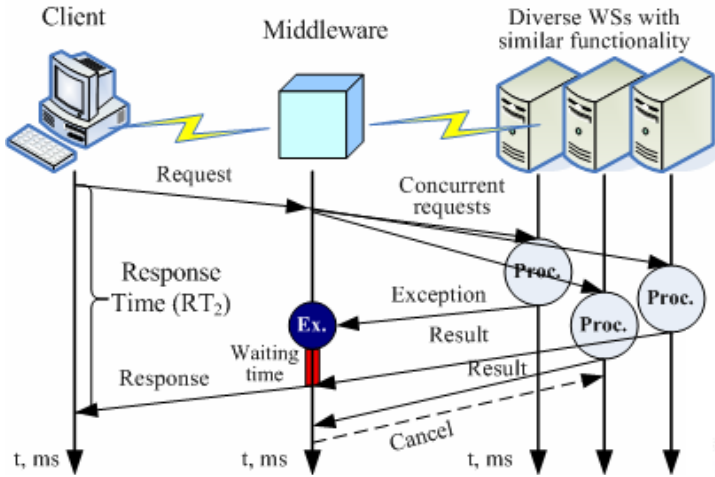 Client
Middleware
Diverse WSs with
similar functionality
Request
Concurrent
requests
Proc.
Response
Time (RT₂)
Exception
Proc.
Ex.
Proc.
Result
Waiting
time
Response
Result
Cancel
t, ms
t, ms
t, ms